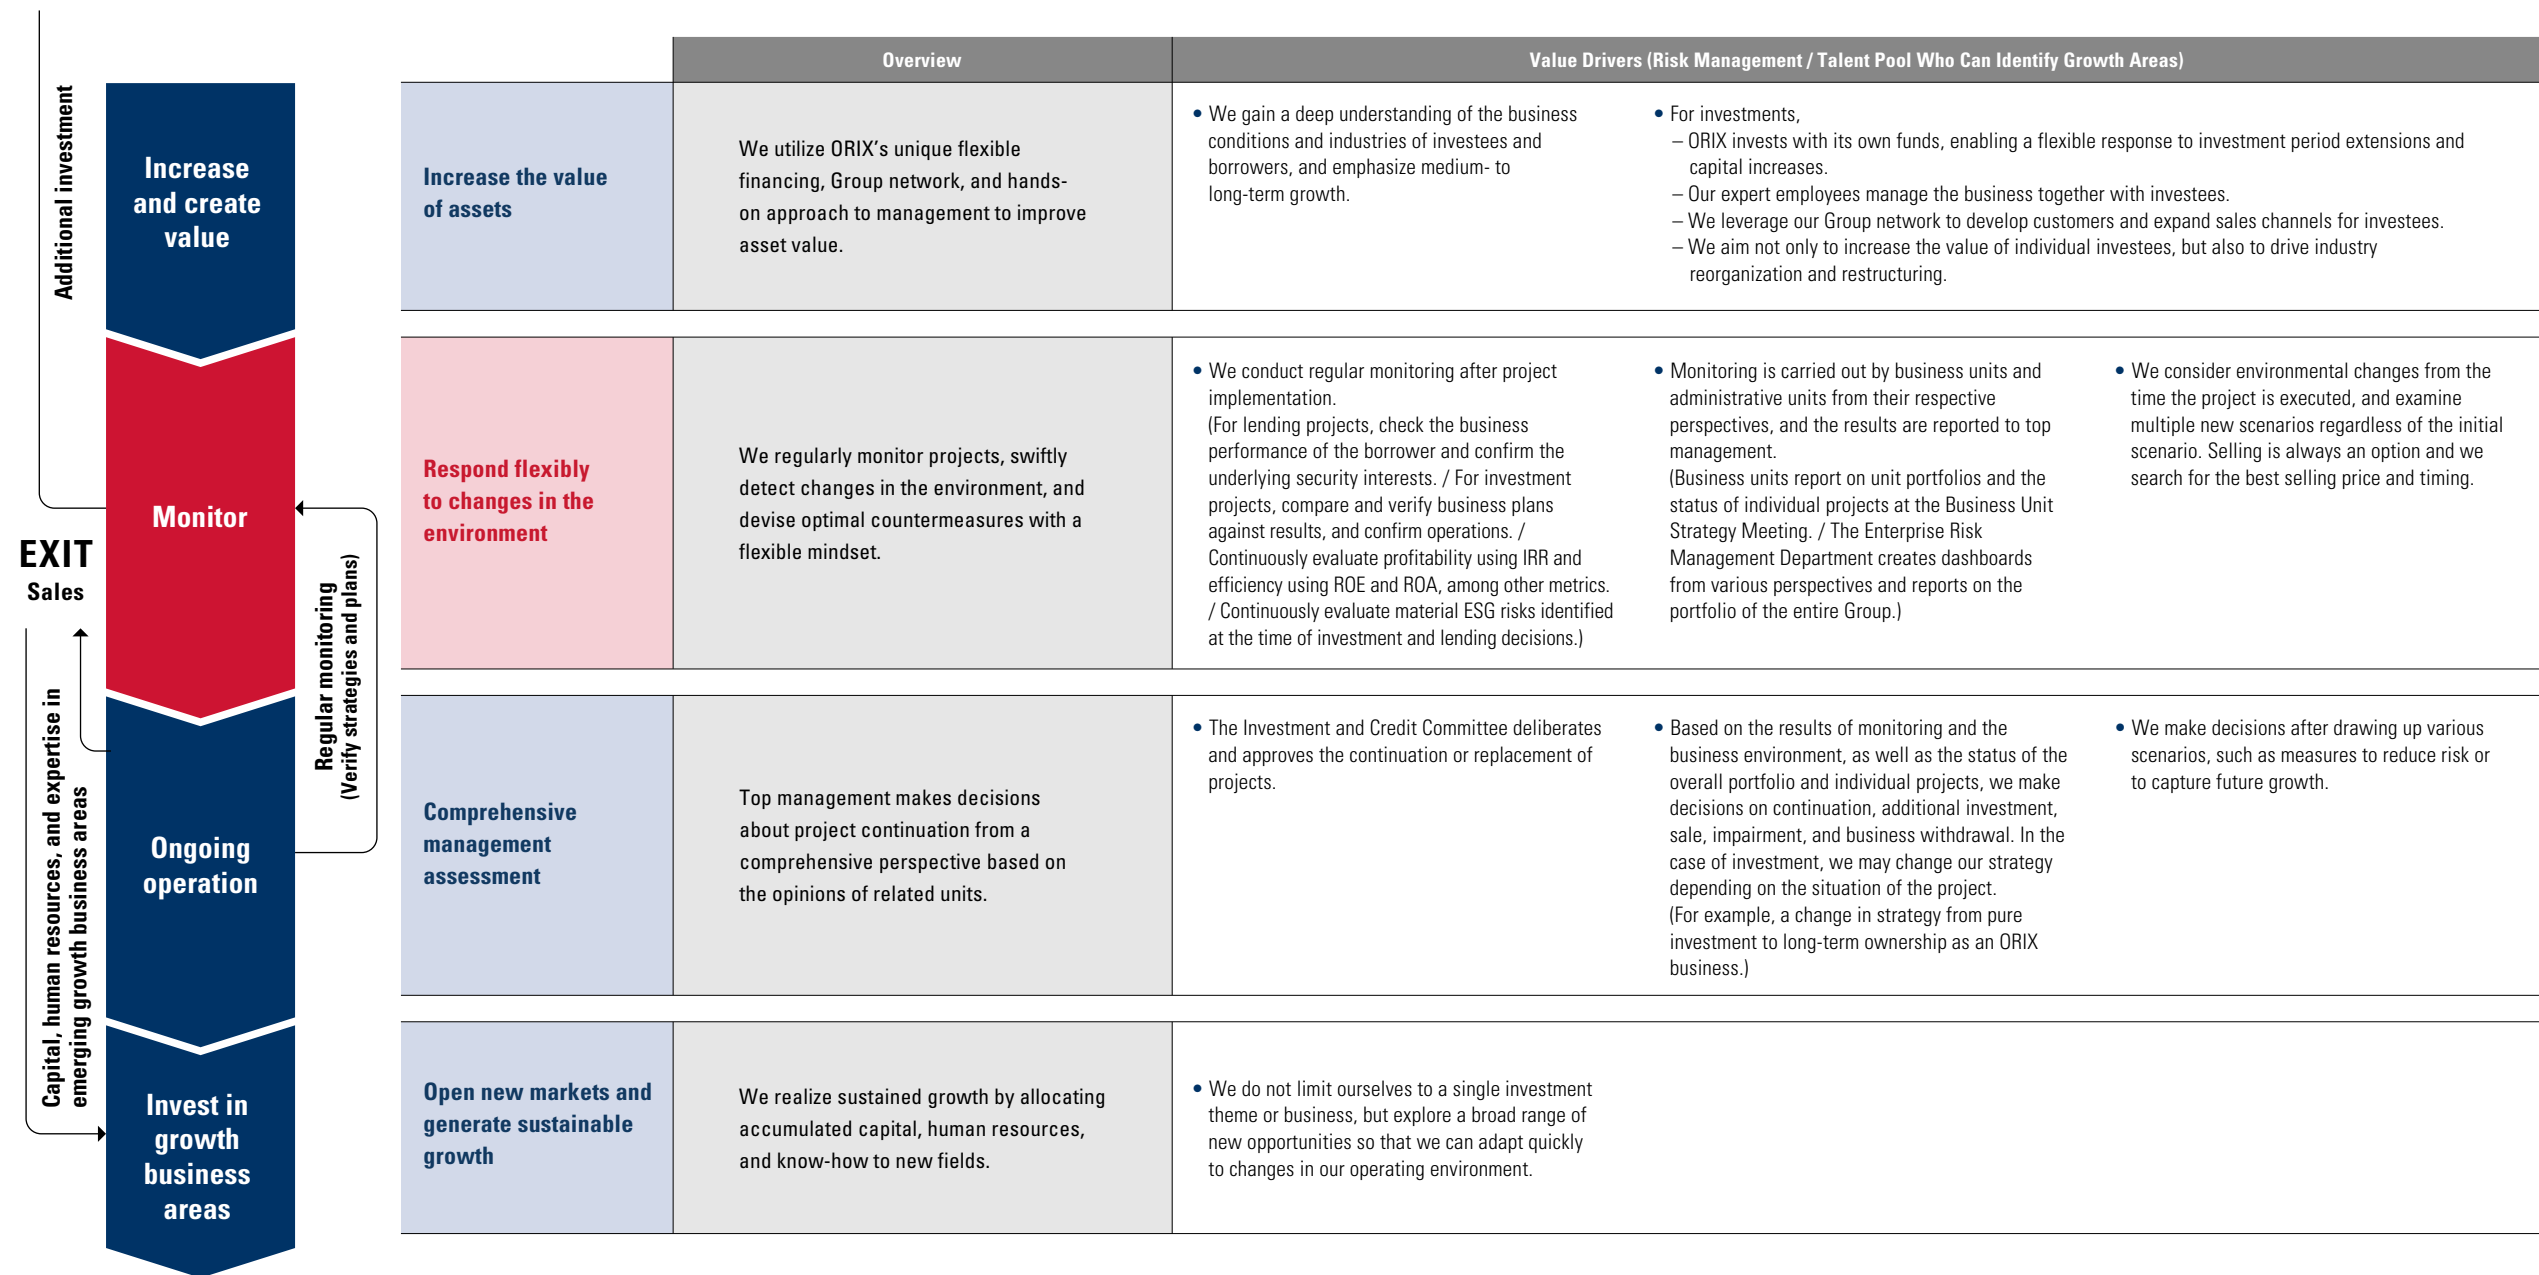 Overview
Value Drivers (Risk Management / Talent Pool Who Can Identify Growth Areas)
Additional investment
Increase
and create
value
Increase the value
of assets
We utilize ORIX's unique flexible
financing, Group network, and hands-
on approach to management to improve
asset value.
• We gain a deep understanding of the business
conditions and industries of investees and
borrowers, and emphasize medium- to
long-term growth.
• For investments,
– ORIX invests with its own funds, enabling a flexible response to investment period extensions and
capital increases.
– Our expert employees manage the business together with investees.
– We leverage our Group network to develop customers and expand sales channels for investees.
– We aim not only to increase the value of individual investees, but also to drive industry
reorganization and restructuring.
Monitor
Respond flexibly
to changes in the
environment
We regularly monitor projects, swiftly
detect changes in the environment, and
devise optimal countermeasures with a
flexible mindset.
• We conduct regular monitoring after project
implementation.
(For lending projects, check the business
performance of the borrower and confirm the
underlying security interests. / For investment
projects, compare and verify business plans
against results, and confirm operations. /
Continuously evaluate profitability using IRR and
efficiency using ROE and ROA, among other metrics.
/ Continuously evaluate material ESG risks identified
at the time of investment and lending decisions.)
• Monitoring is carried out by business units and
administrative units from their respective
perspectives, and the results are reported to top
management.
(Business units report on unit portfolios and the
status of individual projects at the Business Unit
Strategy Meeting. / The Enterprise Risk
Management Department creates dashboards
from various perspectives and reports on the
portfolio of the entire Group.)
• We consider environmental changes from the
time the project is executed, and examine
multiple new scenarios regardless of the initial
scenario. Selling is always an option and we
search for the best selling price and timing.
EXIT
Sales
Regular monitoring
(Verify strategies and plans)
Capital, human resources, and expertise in
emerging growth business areas
Ongoing
operation
Comprehensive
management
assessment
Top management makes decisions
about project continuation from a
comprehensive perspective based on
the opinions of related units.
• The Investment and Credit Committee deliberates
and approves the continuation or replacement of
projects.
• Based on the results of monitoring and the
business environment, as well as the status of the
overall portfolio and individual projects, we make
decisions on continuation, additional investment,
sale, impairment, and business withdrawal. In the
case of investment, we may change our strategy
depending on the situation of the project.
(For example, a change in strategy from pure
investment to long-term ownership as an ORIX
business.)
• We make decisions after drawing up various
scenarios, such as measures to reduce risk or
to capture future growth.
Invest in
growth
business
areas
Open new markets and
generate sustainable
growth
We realize sustained growth by allocating
accumulated capital, human resources,
and know-how to new fields.
• We do not limit ourselves to a single investment
theme or business, but explore a broad range of
new opportunities so that we can adapt quickly
to changes in our operating environment.